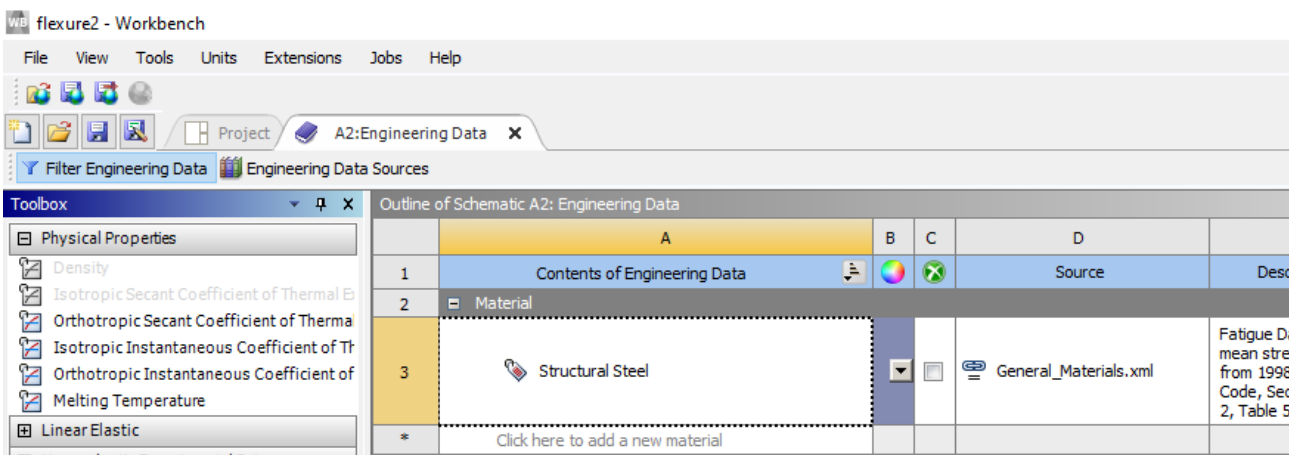 WB flexure2 - Workbench
File View Tools Units Extensions Jobs Help
Project A2:Engineering Data
Filter Engineering Data Engineering Data Sources
Toolbox
Physical Properties
Density
Isotropic Secant Coefficient of Thermal
Orthotropic Secant Coefficient of Thermal
Isotropic Instantaneous Coefficient of
Orthotropic Instantaneous Coefficient of
Melting Temperature
Linear Elastic
Outline of Schematic A2: Engineering Data
A B C D
1 Contents of Engineering Data Source Desc
2 Material
3 Structural Steel General_Materials.xml
Fatigue
mean stre
from 1998
Code, Sec
2, Table 5
* Click here to add a new material